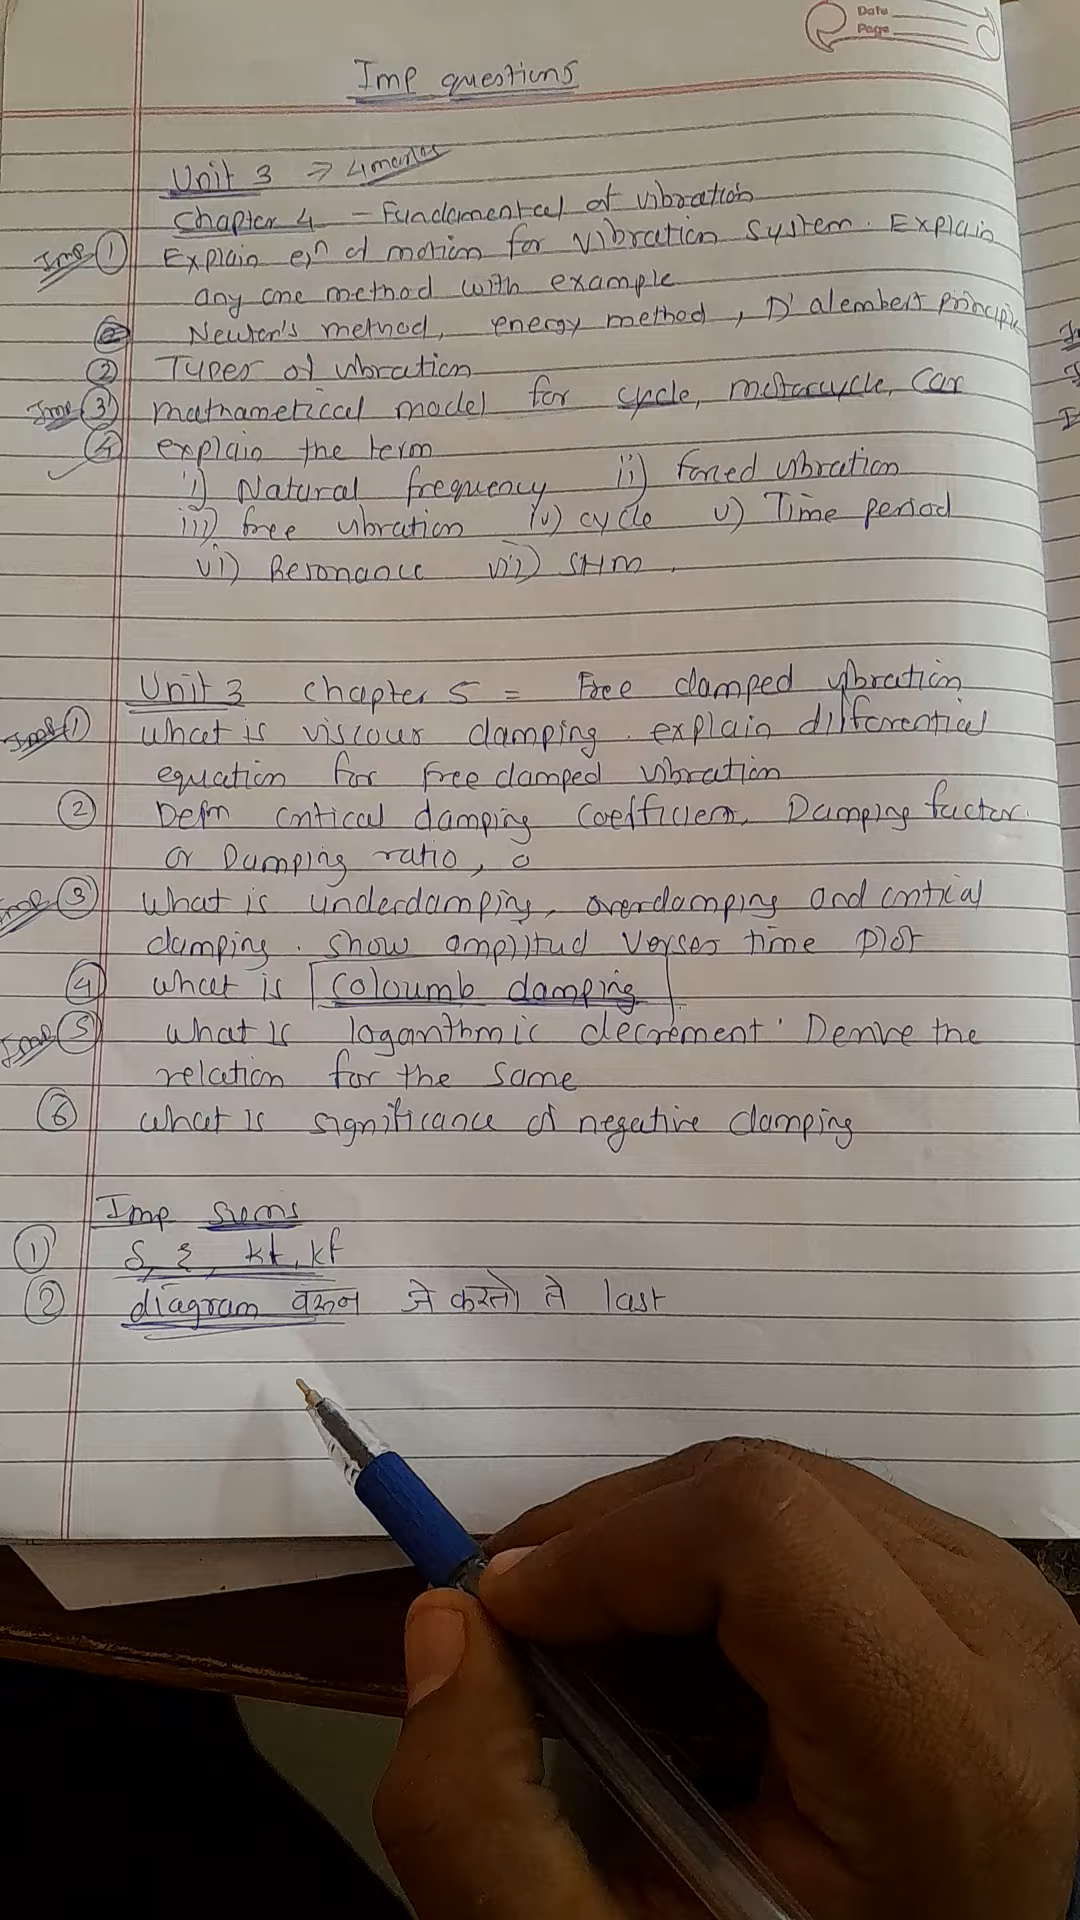 Date
Page
Imp questions
Unit 3 → 4 marks
Chapter 4 - Fundamental of vibration
Imp ① Explain eqn of motion for vibration system. Explain
any one method with example
Newton's method, energy method, D'alembert principle
② Types of vibration
Imp ③ mathametical model for cycle, motorcycle, Car
④ explain the term
i) Natural frequency ii) forced vibration
iii) free vibration iv) cycle v) Time period
vi) Resonance vii) SHM.
Unit 3 chapter 5 = Free damped vibration
Imp ① what is viscous damping. explain differential
equation for free damped vibration
② Defn critical damping coefficient, Damping factor.
or Damping ratio,
Imp ③ what is underdamping, overdamping and critical
damping. show amplitud verses time plot
④ what is coloumb damping
Imp ⑤ what is logarithmic decrement. Derive the
relation for the same
⑥ what is significance of negative damping
Imp sums
① δ, ξ, kt, kf
② diagram वरून जे करतो ते last